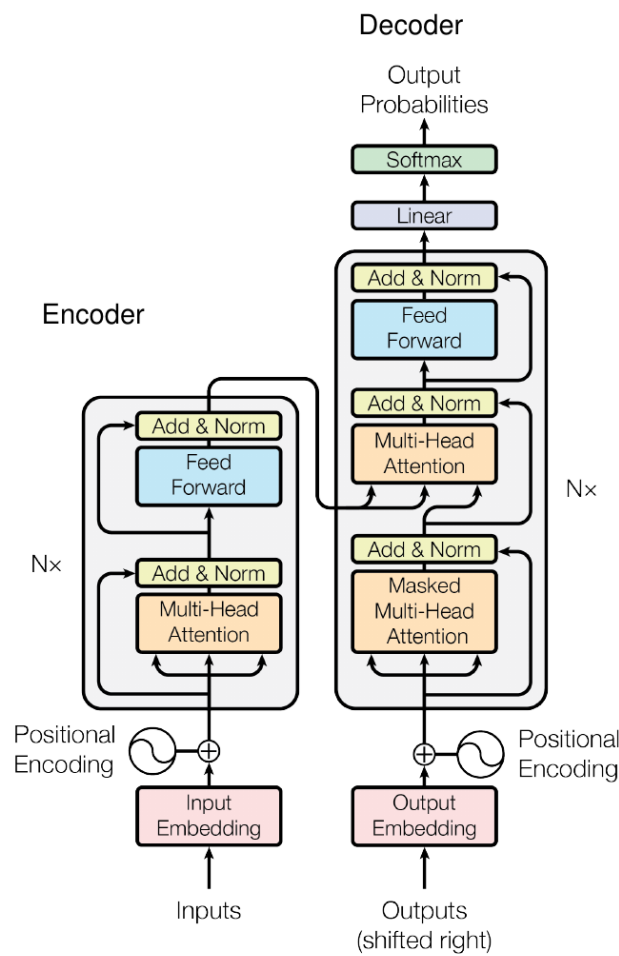 Decoder
Output
Probabilities
Softmax
Linear
Add & Norm
Feed
Forward
Add & Norm
Multi-Head
Attention
Add & Norm
Masked
Multi-Head
Attention
N×
Positional
Encoding
Output
Embedding
Outputs
(shifted right)
Encoder
Add & Norm
Feed
Forward
Add & Norm
Multi-Head
Attention
N×
Positional
Encoding
Input
Embedding
Inputs